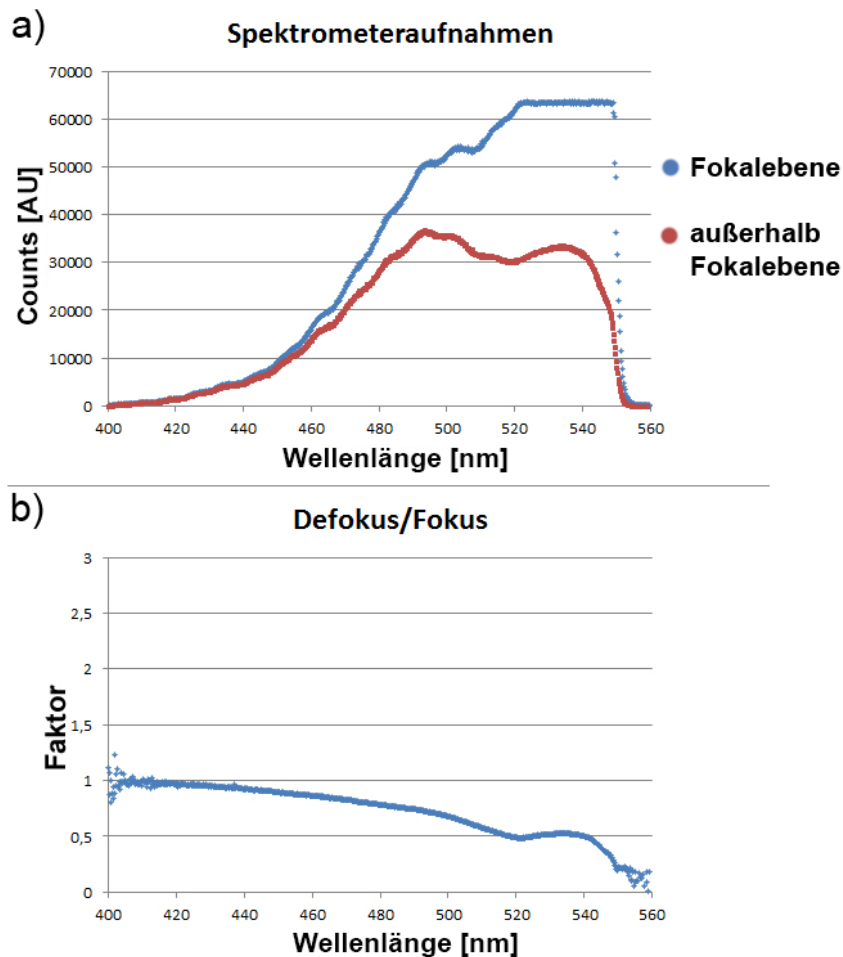 a)
Spektrometeraufnahmen
70000
60000
50000
40000
30000
20000
10000
0
Counts [AU]
400 420 440 460 480 500 520 540 560
Wellenlänge [nm]
Fokalebene
außerhalb
Fokalebene
b)
Defokus/Fokus
3
2,5
2
1,5
1
0,5
0
Faktor
400 420 440 460 480 500 520 540 560
Wellenlänge [nm]